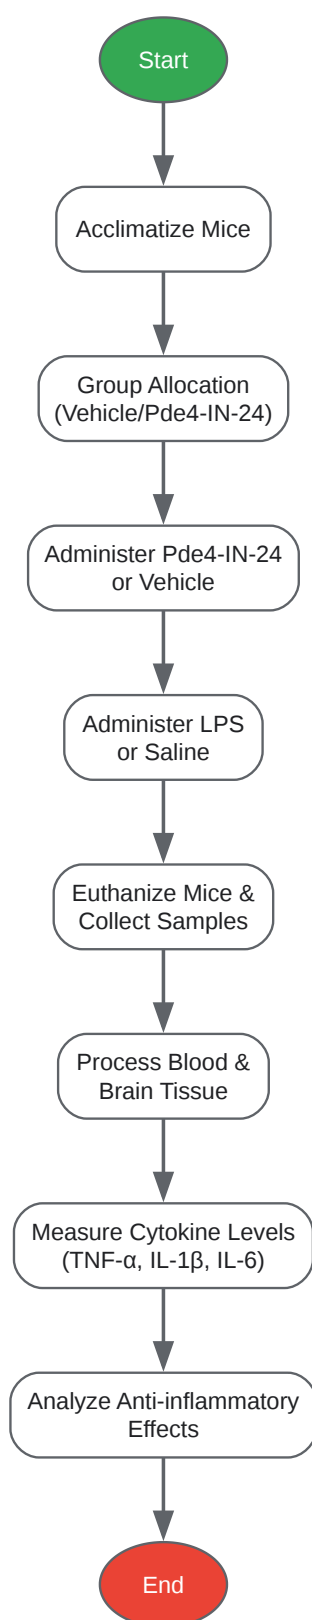 Start
Acclimatize Mice
Group Allocation
(Vehicle/Pde4-IN-24)
Administer Pde4-IN-24
or Vehicle
Administer LPS
or Saline
Euthanize Mice &
Collect Samples
Process Blood &
Brain Tissue
Measure Cytokine Levels
(TNF-α, IL-1β, IL-6)
Analyze Anti-inflammatory
Effects
End